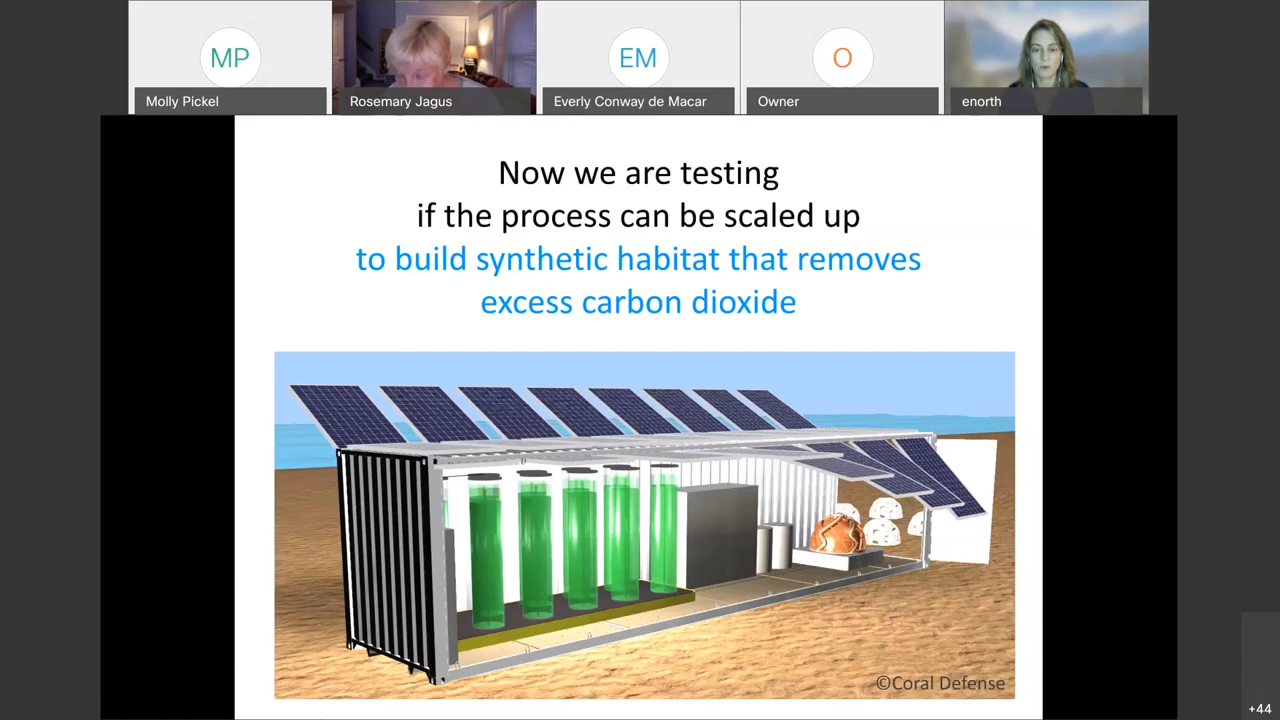 MP
EM
O
Molly Pickel
Rosemary Jagus
Everly Conway de Macar
Owner
enorth
Now we are testing
if the process can be scaled up
to build synthetic habitat that removes
excess carbon dioxide
©Coral Defense
+44